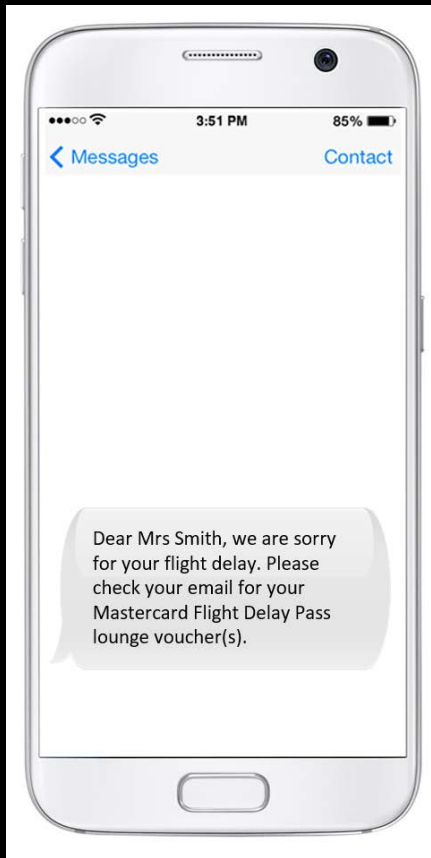 3:51 PM
85%
Messages
Contact
Dear Mrs Smith, we are sorry
for your flight delay. Please
check your email for your
Mastercard Flight Delay Pass
lounge voucher(s).